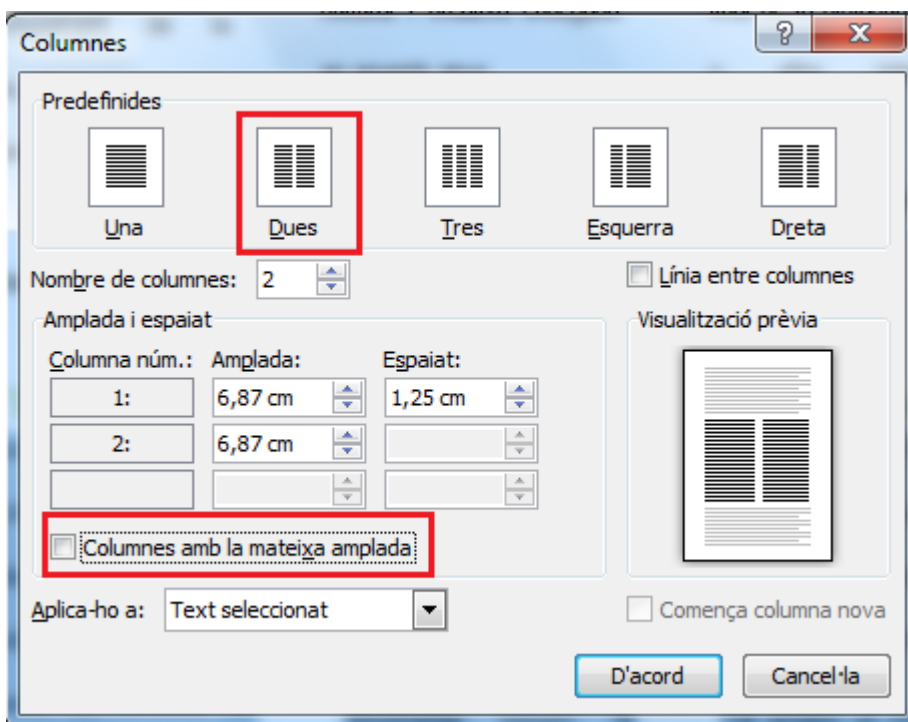 Columnes
Predefinides
Una Dues Tres Esquerra Dreta
Nombre de columnes: 2 Línia entre columnes
Amplada i espaiat Visualització prèvia
Columna núm.: Amplada: Espaiat:
1: 6,87 cm 1,25 cm
2: 6,87 cm
Columnes amb la mateixa amplada
Aplica-ho a: Text seleccionat Comença columna nova
D'acord Cancel·la